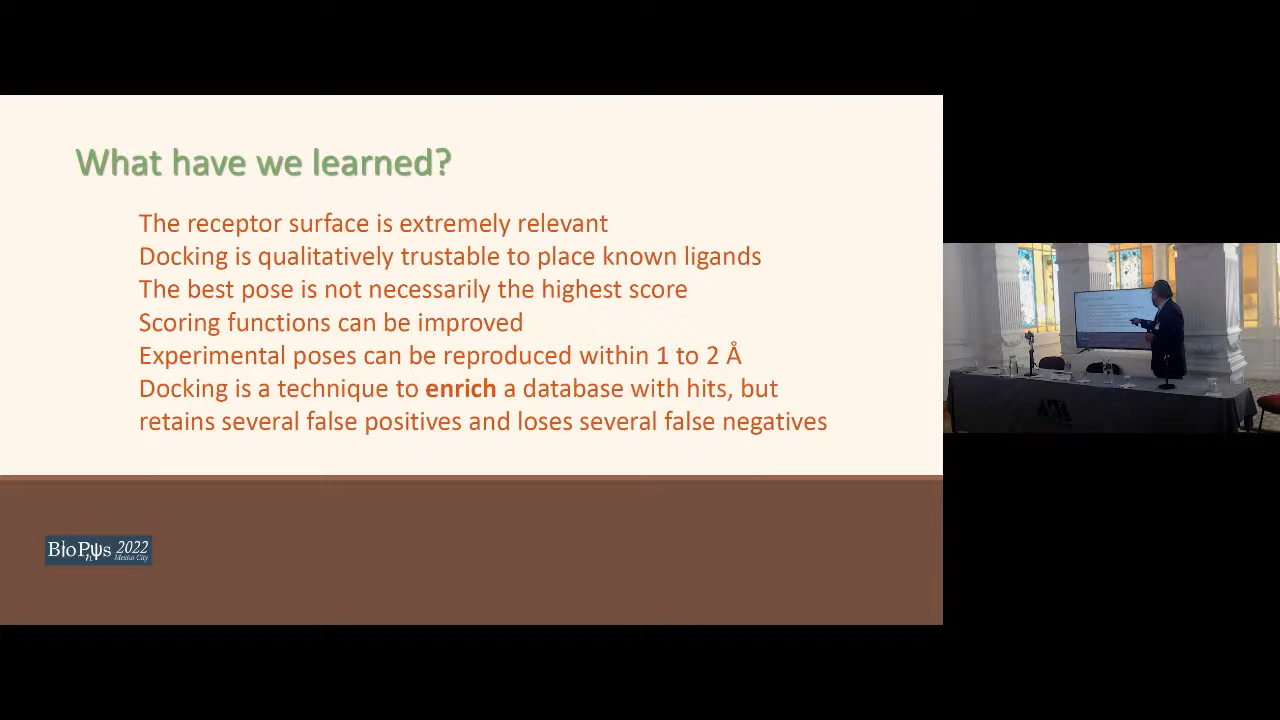 What have we learned?
The receptor surface is extremely relevant
Docking is qualitatively trustable to place known ligands
The best pose is not necessarily the highest score
Scoring functions can be improved
Experimental poses can be reproduced within 1 to 2 Å
Docking is a technique to enrich a database with hits, but
retains several false positives and loses several false negatives
BioPhψs 2022
Mexico City